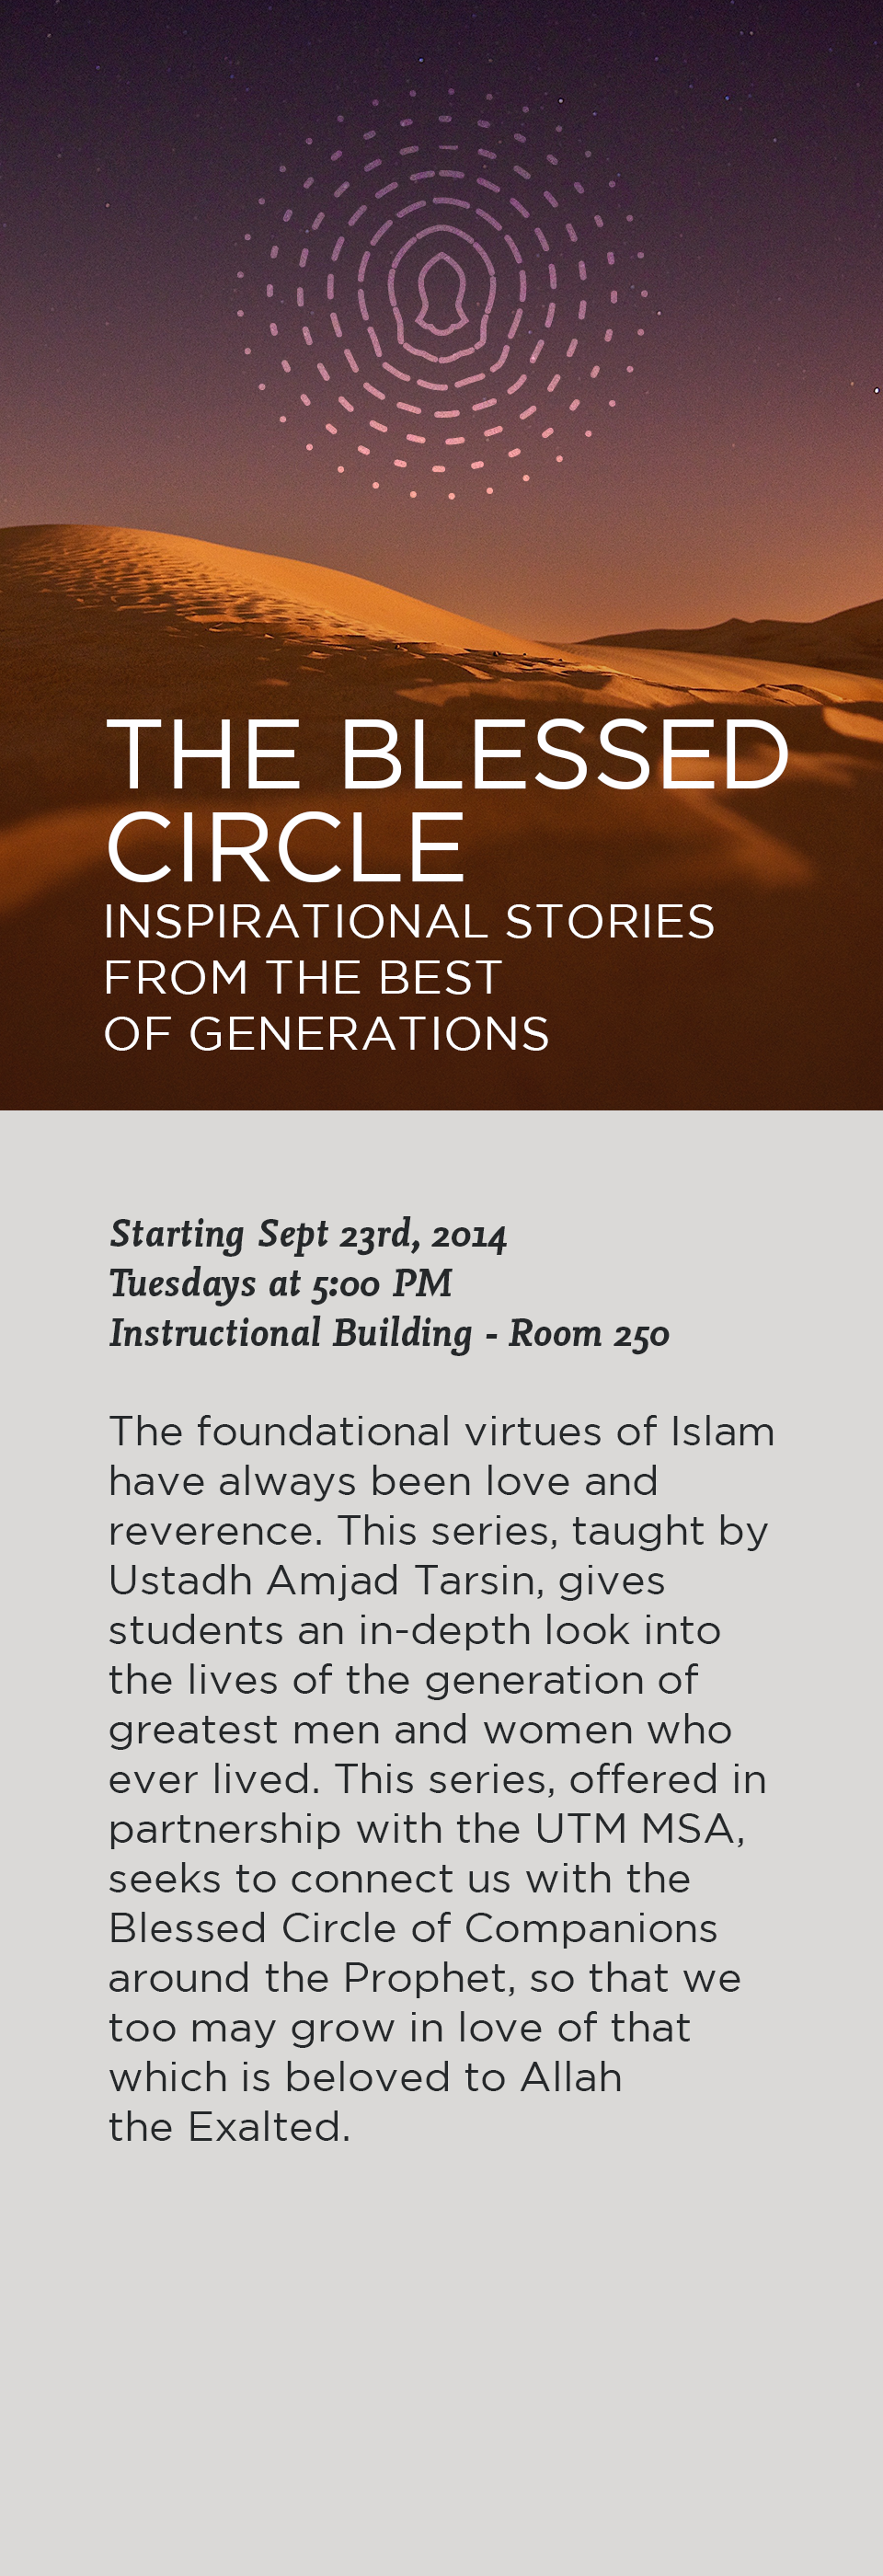 THE BLESSED
CIRCLE
INSPIRATIONAL STORIES
FROM THE BEST
OF GENERATIONS
Starting Sept 23rd, 2014
Tuesdays at 5:00 PM
Instructional Building - Room 250
The foundational virtues of Islam
have always been love and
reverence. This series, taught by
Ustadh Amjad Tarsin, gives
students an in-depth look into
the lives of the generation of
greatest men and women who
ever lived. This series, offered in
partnership with the UTM MSA,
seeks to connect us with the
Blessed Circle of Companions
around the Prophet, so that we
too may grow in love of that
which is beloved to Allah
the Exalted.